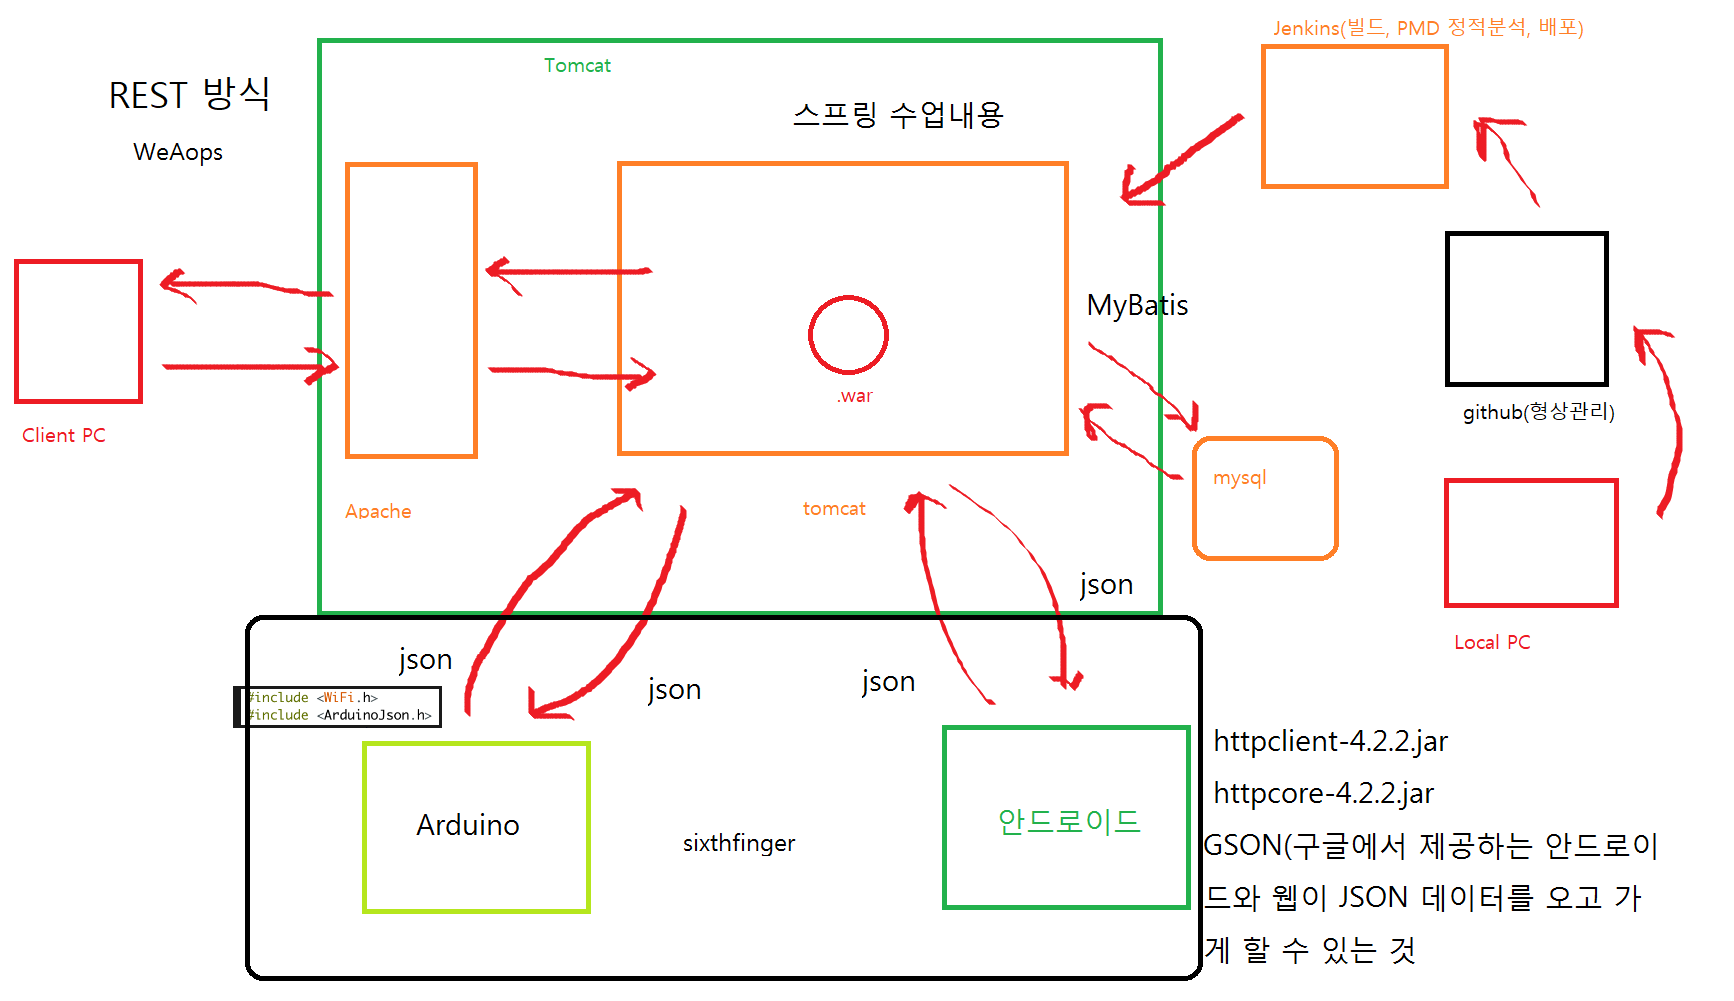 Jenkins(빌드, PMD 정적분석, 배포)
Tomcat
REST 방식
스프링 수업내용
WeAops
MyBatis
.war
github(형상관리)
Client PC
mysql
Apache
tomcat
json
Local PC
json
json
json
#include <WiFi.h>
#include <ArduinoJson.h>
httpclient-4.2.2.jar
httpcore-4.2.2.jar
Arduino
안드로이드
sixthfinger
GSON(구글에서 제공하는 안드로이
드와 웹이 JSON 데이터를 오고 가
게 할 수 있는 것